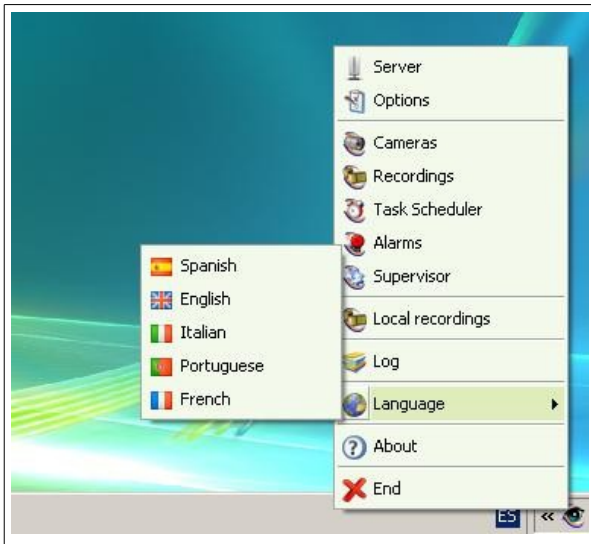 Server
Options
Cameras
Recordings
Task Scheduler
Alarms
Supervisor
Local recordings
Log
Language
About
End
Spanish
English
Italian
Portuguese
French
ES
«